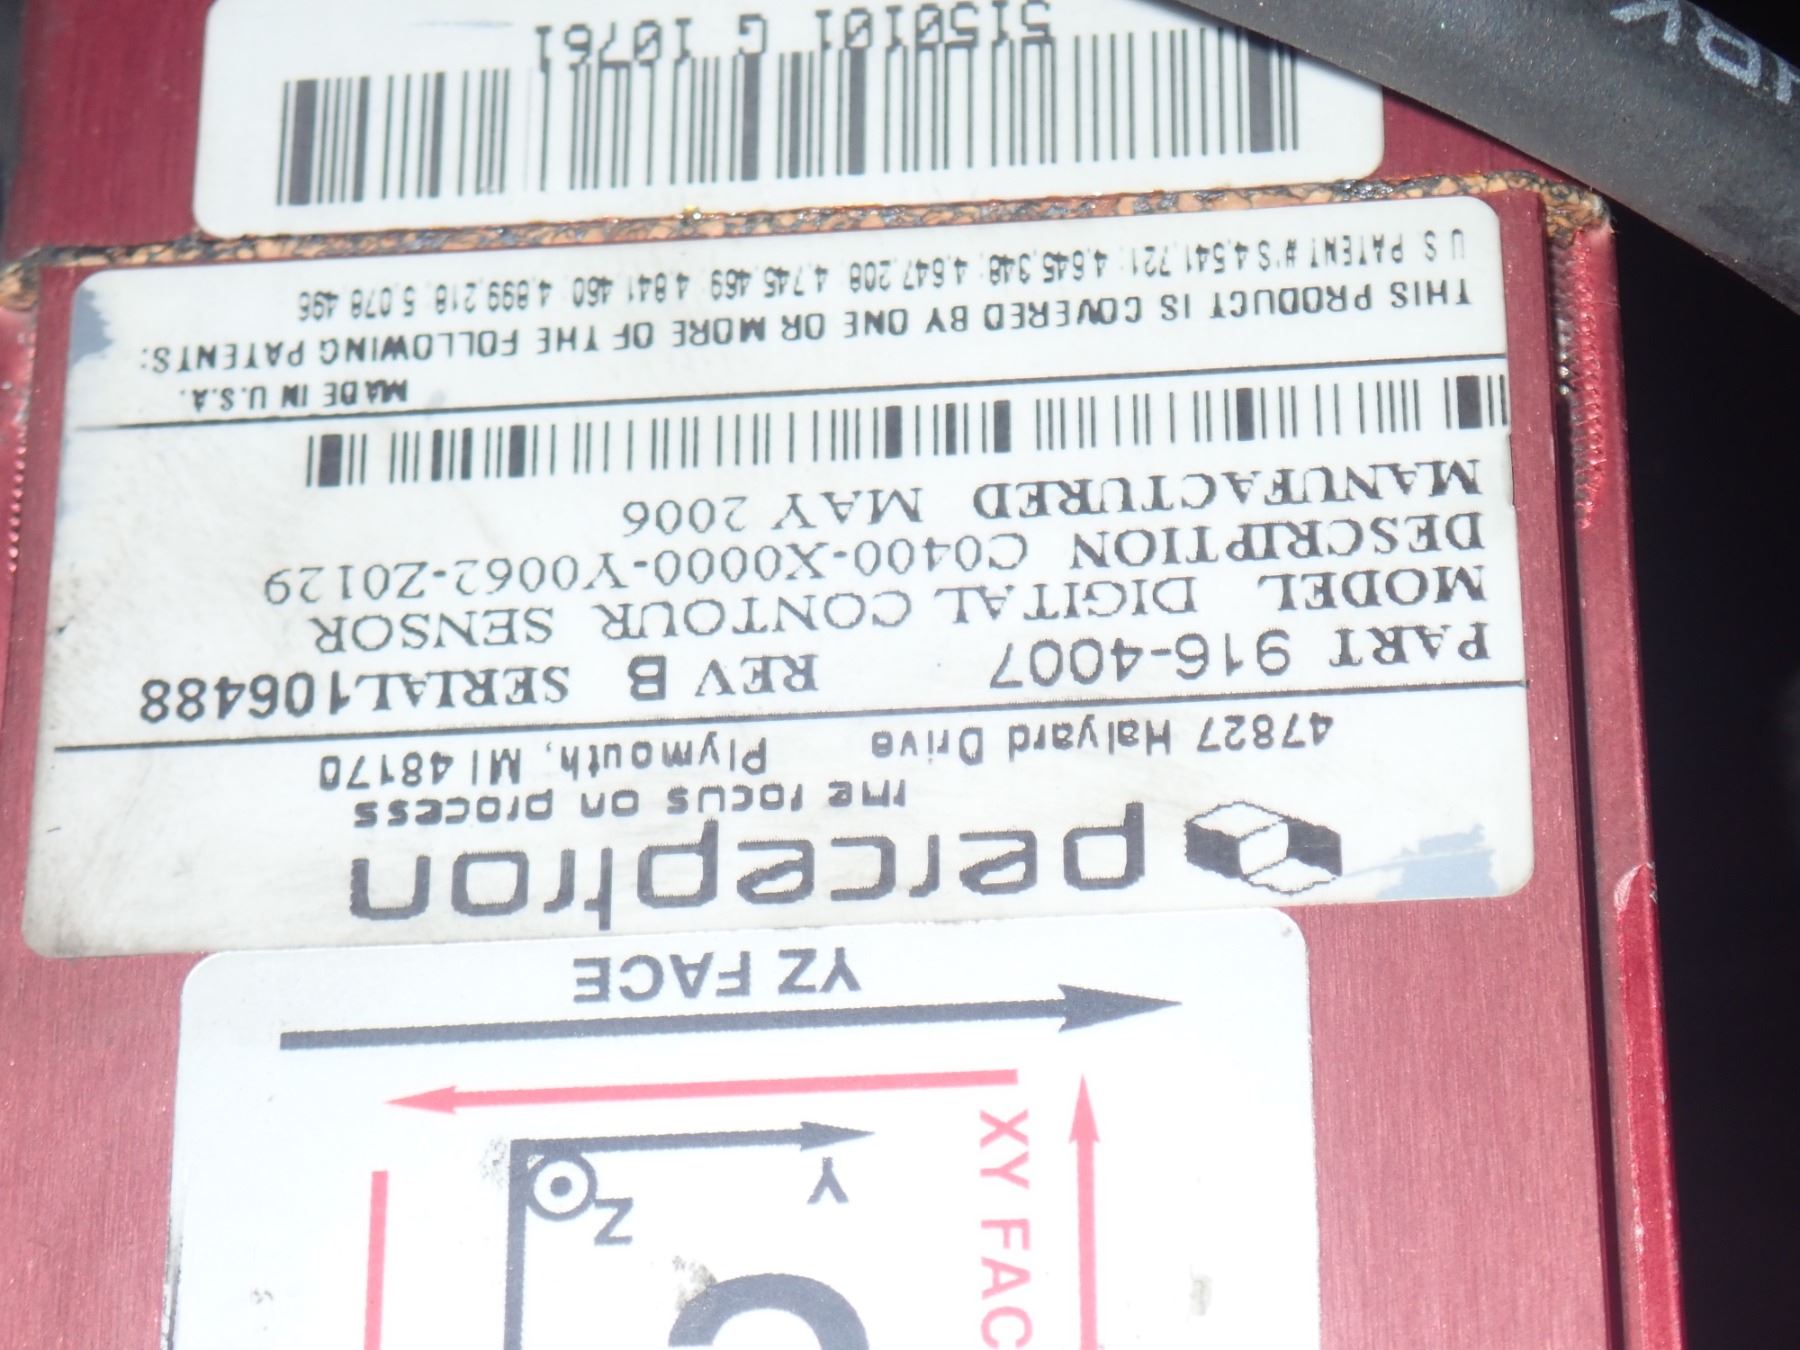 XY FAC
Z
Y
YZ FACE
perceptron
the focus on process
47827 Halyard Drive Plymouth, MI 48170
PART 916-4007 REV B SERIAL106488
MODEL DIGITAL CONTOUR SENSOR
DESCRIPTION C0400-X0000-Y0062-Z0129
MANUFACTURED MAY 2006
MADE IN U.S.A.
THIS PRODUCT IS COVERED BY ONE OR MORE OF THE FOLLOWING PATENTS:
U S PATENT #'S 4,541,721; 4,645,348; 4,647,208; 4,745,469; 4,841,460; 4,899,218; 5,078,496
5150101 G 10761